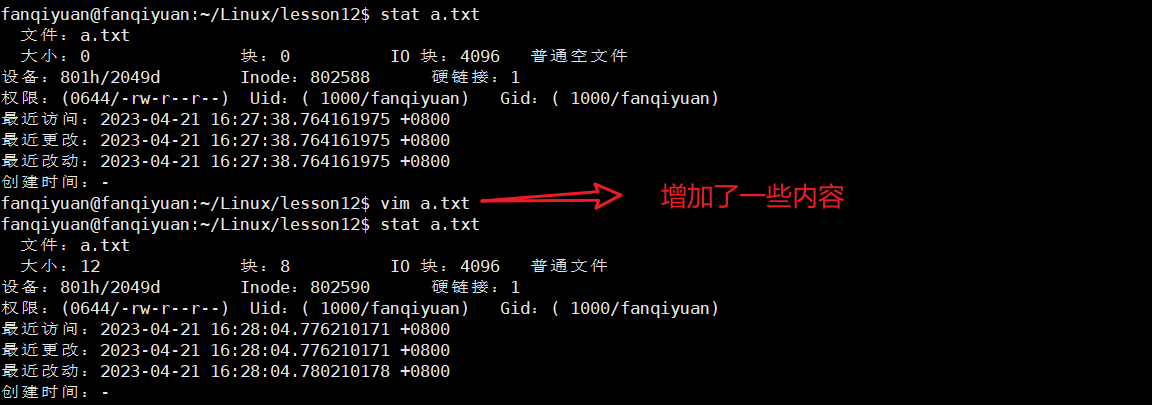 fanqiyuan@fanqiyuan:~/Linux/lesson12$ stat a.txt
文件：a.txt
大小：0 块：0 IO 块：4096 普通空文件
设备：801h/2049d Inode：802588 硬链接：1
权限：(0644/-rw-r--r--) Uid：( 1000/fanqiyuan) Gid：( 1000/fanqiyuan)
最近访问：2023-04-21 16:27:38.764161975 +0800
最近更改：2023-04-21 16:27:38.764161975 +0800
最近改动：2023-04-21 16:27:38.764161975 +0800
创建时间：-
fanqiyuan@fanqiyuan:~/Linux/lesson12$ vim a.txt 增加了一些内容
fanqiyuan@fanqiyuan:~/Linux/lesson12$ stat a.txt
文件：a.txt
大小：12 块：8 IO 块：4096 普通文件
设备：801h/2049d Inode：802590 硬链接：1
权限：(0644/-rw-r--r--) Uid：( 1000/fanqiyuan) Gid：( 1000/fanqiyuan)
最近访问：2023-04-21 16:28:04.776210171 +0800
最近更改：2023-04-21 16:28:04.776210171 +0800
最近改动：2023-04-21 16:28:04.780210178 +0800
创建时间：-